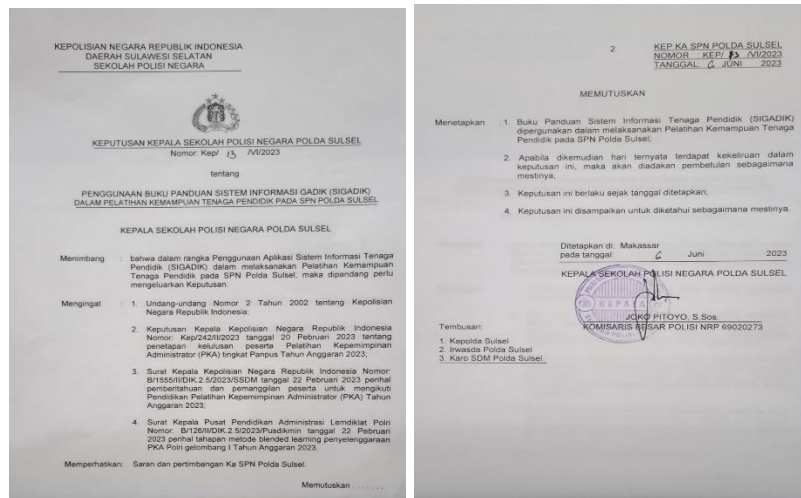 KEPOLISIAN NEGARA REPUBLIK INDONESIA
DAERAH SULAWESI SELATAN
SEKOLAH POLISI NEGARA
KEPUTUSAN KEPALA SEKOLAH POLISI NEGARA POLDA SULSEL
Nomor: Kep/ 13 /VI/2023
tentang
PENGGUNAAN BUKU PANDUAN SISTEM INFORMASI GADIK (SIGADIK)
DALAM PELATIHAN KEMAMPUAN TENAGA PENDIDIK PADA SPN POLDA SULSEL
KEPALA SEKOLAH POLISI NEGARA POLDA SULSEL
Menimbang : bahwa dalam rangka Penggunaan Aplikasi Sistem Informasi Tenaga
Pendidik (SIGADIK) dalam melaksanakan Pelatihan Kemampuan
Tenaga Pendidik pada SPN Polda Sulsel, maka dipandang perlu
mengeluarkan Keputusan.
Mengingat : 1. Undang-undang Nomor 2 Tahun 2002 tentang Kepolisian
Negara Republik Indonesia;
2. Keputusan Kepala Kepolisian Negara Republik Indonesia
Nomor: Kep/242/II/2023 tanggal 20 Pebruari 2023 tentang
penetapan kelulusan peserta Pelatihan Kepemimpinan
Administrator (PKA) tingkat Panpus Tahun Anggaran 2023;
3. Surat Kepala Kepolisian Negara Republik Indonesia Nomor:
B/1555/II/DIK.2.5/2023/SSDM tanggal 22 Pebruari 2023 perihal
pemberitahuan dan pemanggilan peserta untuk mengikuti
Pendidikan Pelatihan Kepemimpinan Administrator (PKA) Tahun
Anggaran 2023;
4. Surat Kepala Pusat Pendidikan Administrasi Lemdiklat Polri
Nomor: B/126/II/DIK.2.5/2023/Pusdikmin tanggal 22 Pebruari
2023 perihal tahapan metode blended learning penyelenggaraan
PKA Polri gelombang I Tahun Anggaran 2023.
Memperhatikan: Saran dan pertimbangan Ka SPN Polda Sulsel.
Memutuskan .......
2
KEP KA SPN POLDA SULSEL
NOMOR KEP/ 13 /VI/2023
TANGGAL 6 JUNI 2023
MEMUTUSKAN
Menetapkan : 1. Buku Panduan Sistem Informasi Tenaga Pendidik (SIGADIK)
dipergunakan dalam melaksanakan Pelatihan Kemampuan Tenaga
Pendidik pada SPN Polda Sulsel;
2. Apabila dikemudian hari ternyata terdapat kekeliruan dalam
keputusan ini, maka akan diadakan pembetulan sebagaimana
mestinya;
3. Keputusan ini berlaku sejak tanggal ditetapkan;
4. Keputusan ini disampaikan untuk diketahui sebagaimana mestinya.
Ditetapkan di: Makassar
pada tanggal: 6 Juni 2023
KEPALA SEKOLAH POLISI NEGARA POLDA SULSEL
KEPALA
JOKO PITOYO, S.Sos.
KOMISARIS BESAR POLISI NRP 69020273
Tembusan:
1. Kapolda Sulsel
2. Irwasda Polda Sulsel
3. Karo SDM Polda Sulsel